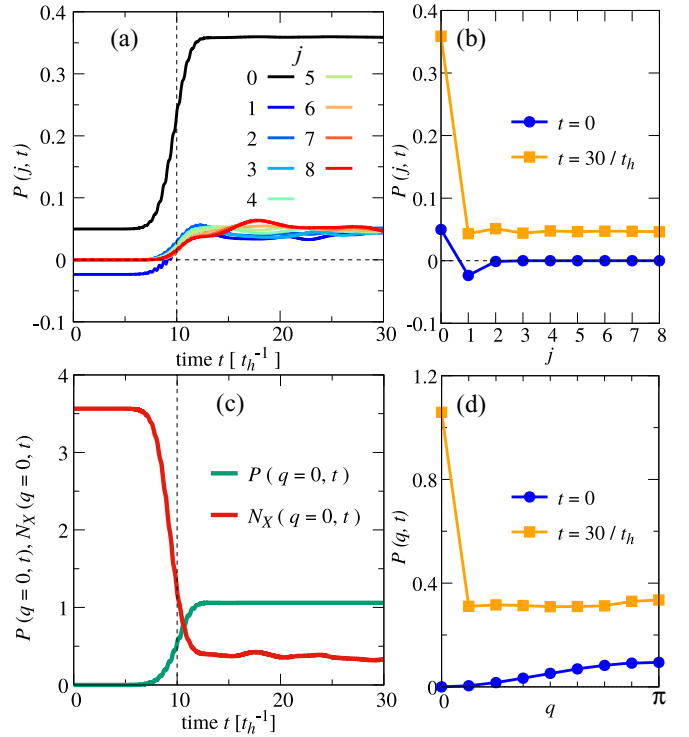 (a)
P (j, t)
0.4
0.3
0.2
0.1
0
-0.1
j
0 5
1 6
2 7
3 8
4
0 10 20 30
time t [ t_h^-1 ]
(b)
P (j, t)
0.4
0.3
0.2
0.1
0
-0.1
t = 0
t = 30 / t_h
0 1 2 3 4 5 6 7 8
j
(c)
P (q = 0, t), N_X (q = 0, t)
4
3
2
1
0
P ( q = 0, t )
N_X ( q = 0, t )
0 10 20 30
time t [t_h^-1]
(d)
P (q, t)
1.2
0.8
0.4
0
t = 0
t = 30 / t_h
0 π
q